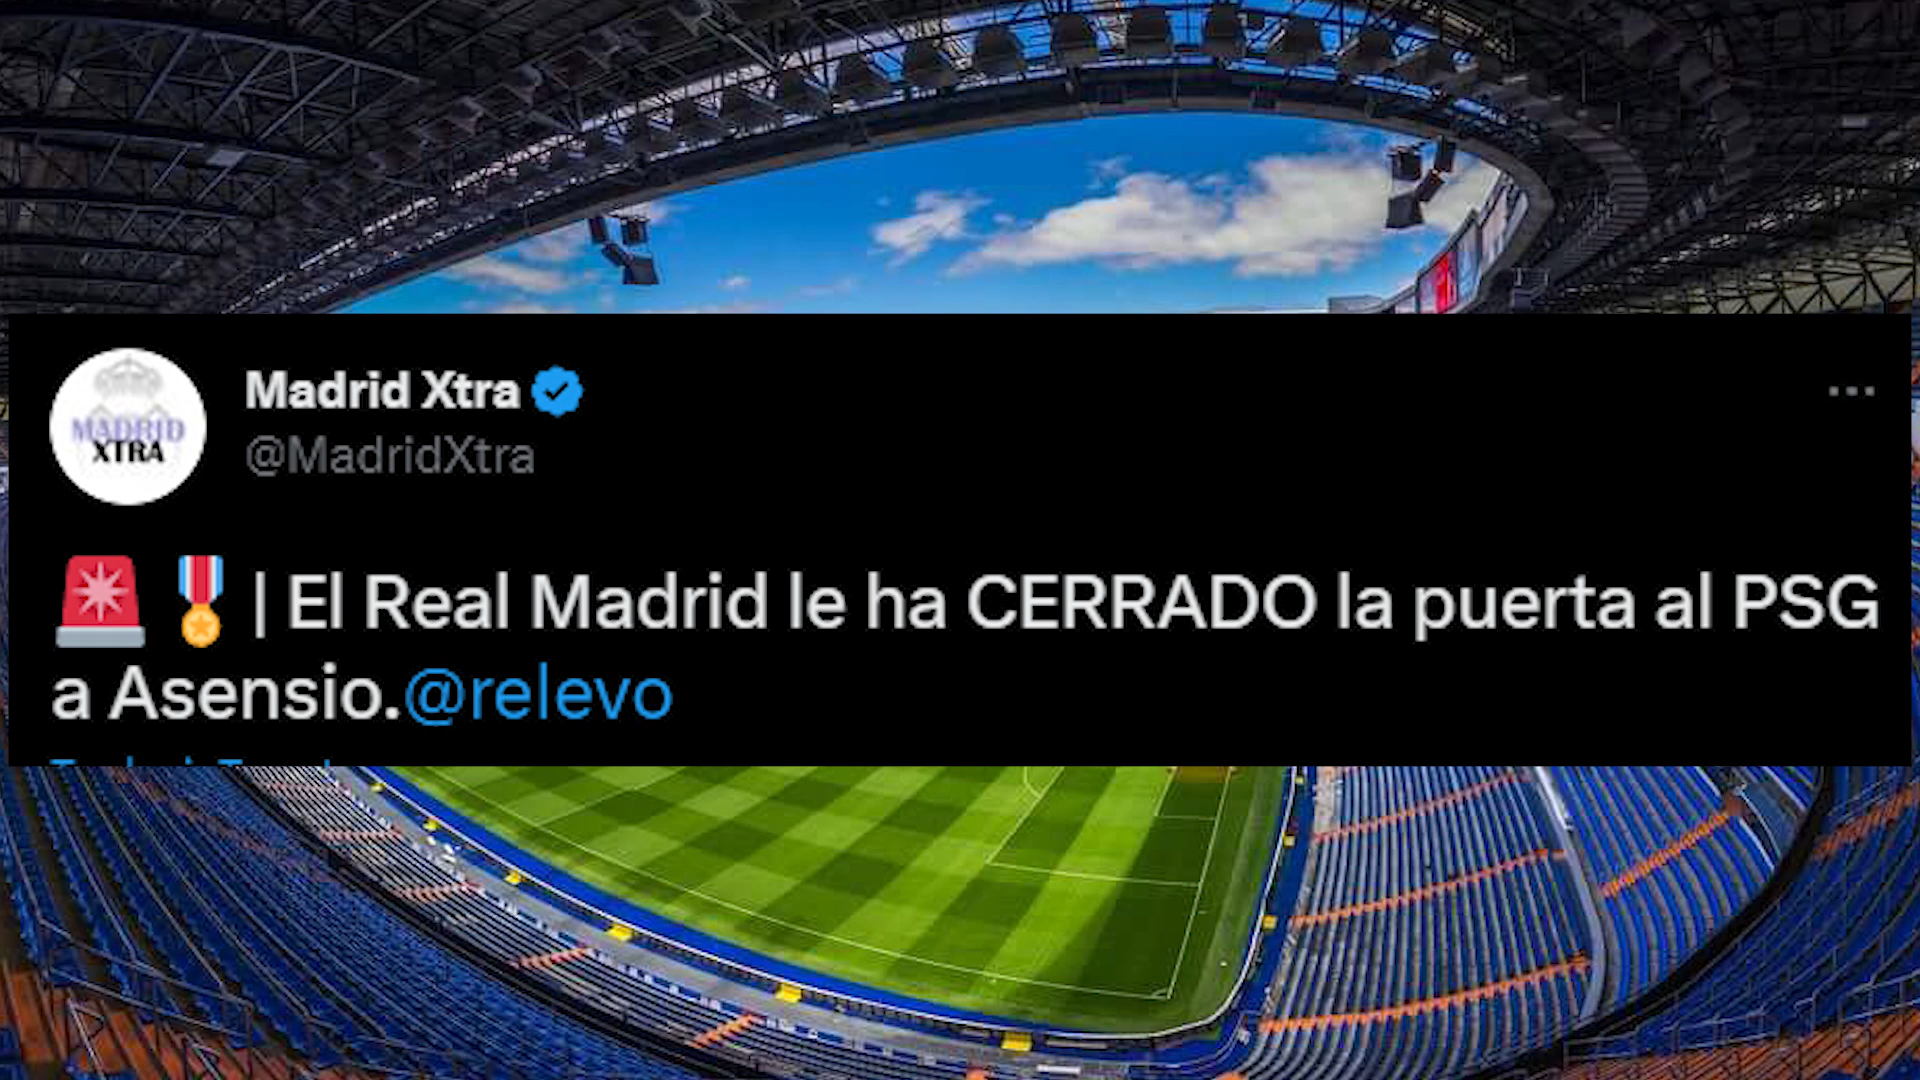 MADRID
XTRA
Madrid Xtra
@MadridXtra
| El Real Madrid le ha CERRADO la puerta al PSG
a Asensio.@relevo